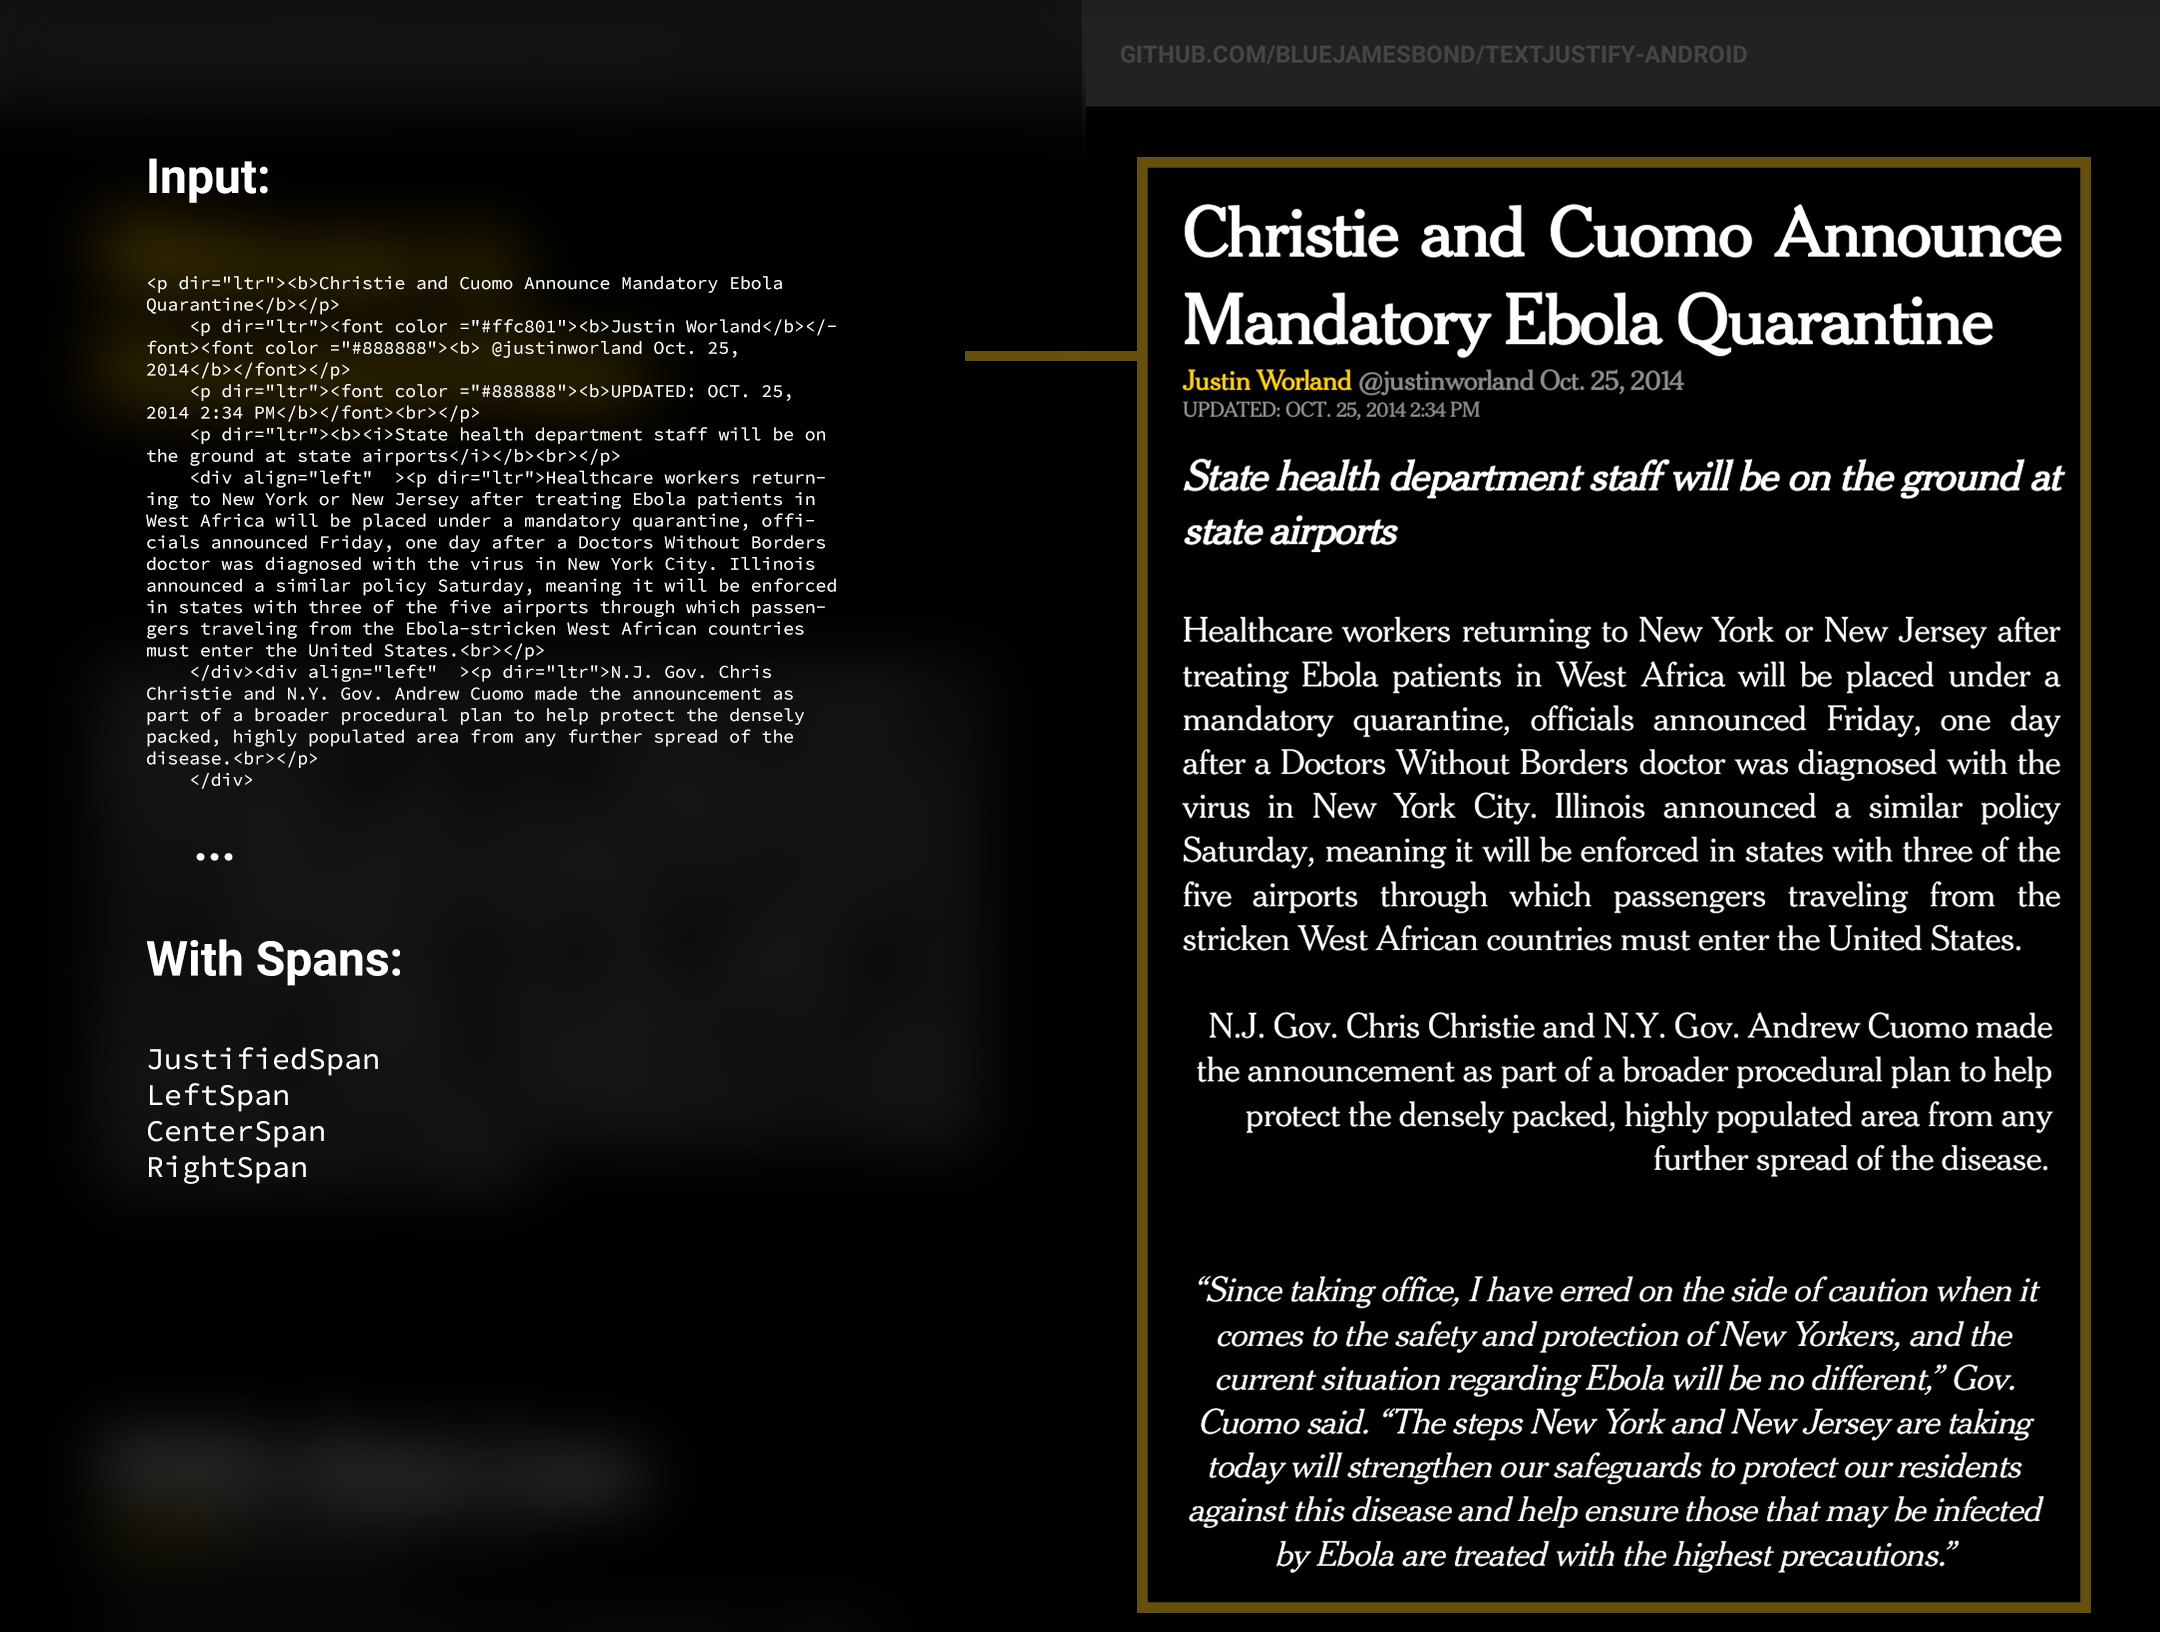 GITHUB.COM/BLUEJAMESBOND/TEXTJUSTIFY-ANDROID
Input:
<p dir="ltr"><b>Christie and Cuomo Announce Mandatory Ebola
Quarantine</b></p>
<p dir="ltr"><font color ="#ffc801"><b>Justin Worland</b></-
font><font color ="#888888"><b> @justinworland Oct. 25,
2014</b></font></p>
<p dir="ltr"><font color ="#888888"><b>UPDATED: OCT. 25,
2014 2:34 PM</b></font><br></p>
<p dir="ltr"><b><i>State health department staff will be on
the ground at state airports</i></b><br></p>
<div align="left"  ><p dir="ltr">Healthcare workers return-
ing to New York or New Jersey after treating Ebola patients in
West Africa will be placed under a mandatory quarantine, offi-
cials announced Friday, one day after a Doctors Without Borders
doctor was diagnosed with the virus in New York City. Illinois
announced a similar policy Saturday, meaning it will be enforced
in states with three of the five airports through which passen-
gers traveling from the Ebola-stricken West African countries
must enter the United States.<br></p>
</div><div align="left"  ><p dir="ltr">N.J. Gov. Chris
Christie and N.Y. Gov. Andrew Cuomo made the announcement as
part of a broader procedural plan to help protect the densely
packed, highly populated area from any further spread of the
disease.<br></p>
</div>
...
With Spans:
JustifiedSpan
LeftSpan
CenterSpan
RightSpan
Christie and Cuomo Announce
Mandatory Ebola Quarantine
Justin Worland @justinworland Oct. 25, 2014
UPDATED: OCT. 25, 2014 2:34 PM
State health department staff will be on the ground at
state airports
Healthcare workers returning to New York or New Jersey after
treating Ebola patients in West Africa will be placed under a
mandatory quarantine, officials announced Friday, one day
after a Doctors Without Borders doctor was diagnosed with the
virus in New York City. Illinois announced a similar policy
Saturday, meaning it will be enforced in states with three of the
five airports through which passengers traveling from the
stricken West African countries must enter the United States.
N.J. Gov. Chris Christie and N.Y. Gov. Andrew Cuomo made
the announcement as part of a broader procedural plan to help
protect the densely packed, highly populated area from any
further spread of the disease.
“Since taking office, I have erred on the side of caution when it
comes to the safety and protection of New Yorkers, and the
current situation regarding Ebola will be no different,” Gov.
Cuomo said. “The steps New York and New Jersey are taking
today will strengthen our safeguards to protect our residents
against this disease and help ensure those that may be infected
by Ebola are treated with the highest precautions.”